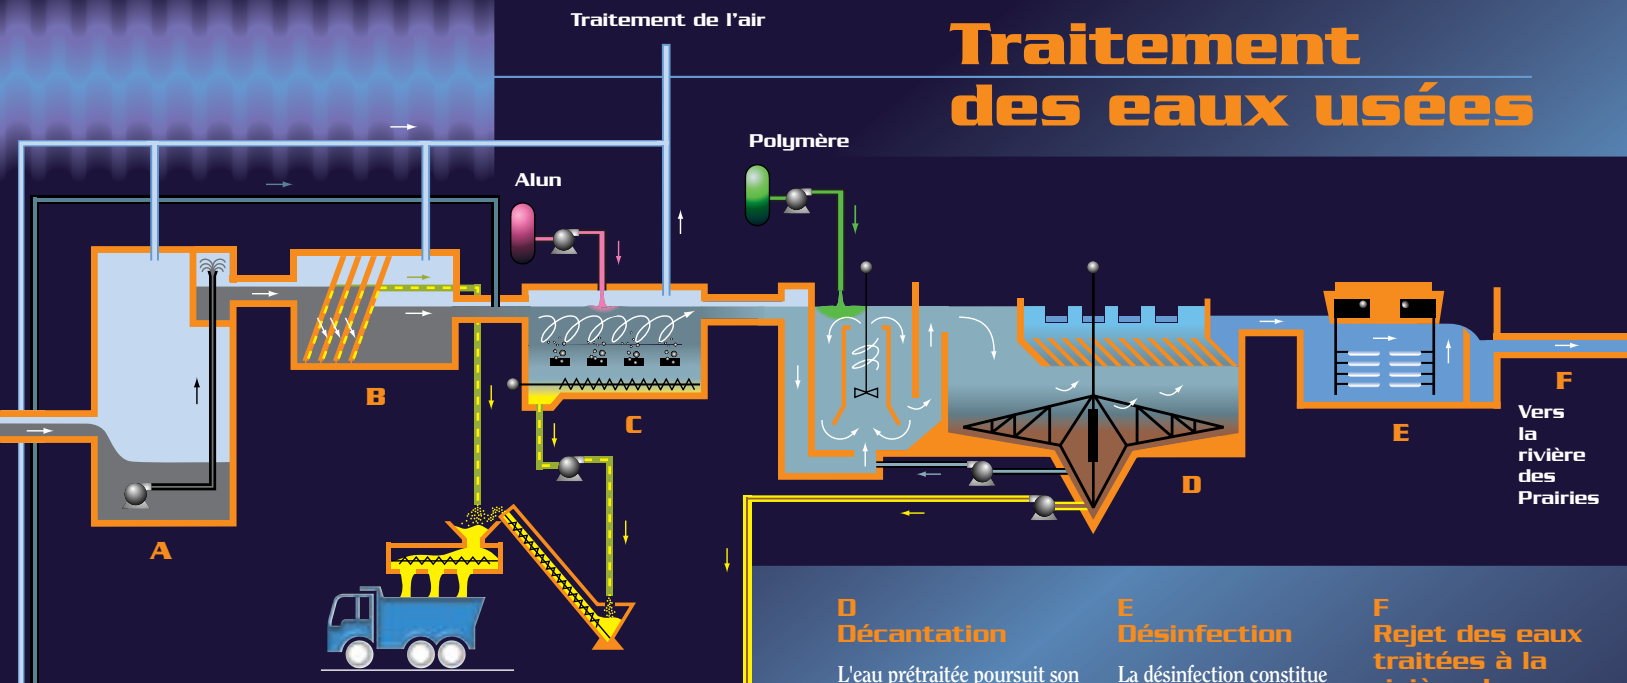 Traitement de l'air
Traitement
des eaux usées
Polymère
Alun
A
B
C
D
E
F
Vers
la
rivière
des
Prairies
D
Décantation
L'eau prétraitée poursuit son
E
Désinfection
La désinfection constitue
F
Rejet des eaux
traitées à la